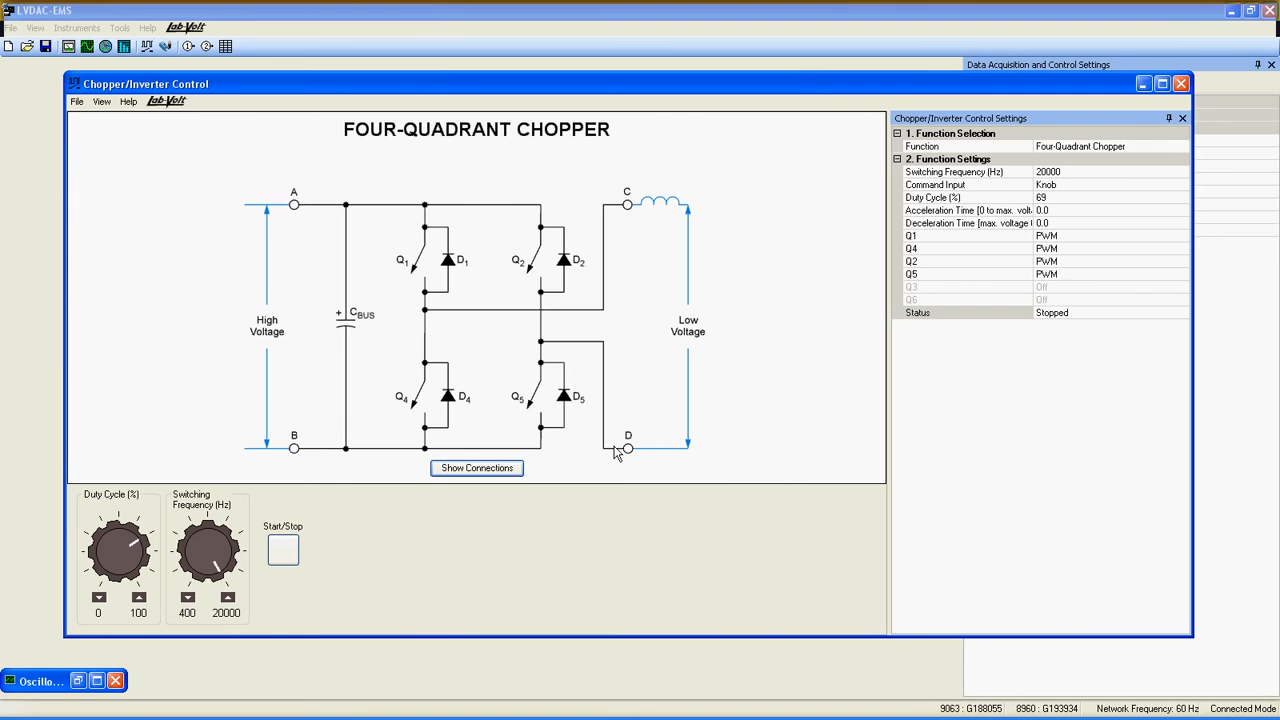 LVDAC-EMS
File View Instruments Tools Help Lab-Volt
Data Acquisition and Control Settings
Chopper/Inverter Control
File View Help Lab-Volt
FOUR-QUADRANT CHOPPER
A
C
Q1 D1 Q2 D2
High
Voltage
+ CBUS
Low
Voltage
Q4 D4 Q5 D5
B
D
Show Connections
Chopper/Inverter Control Settings
1. Function Selection
Function Four-Quadrant Chopper
2. Function Settings
Switching Frequency (Hz) 20000
Command Input Knob
Duty Cycle (%) 69
Acceleration Time [0 to max. volt 0.0
Deceleration Time [max. voltage 0.0
Q1 PWM
Q4 PWM
Q2 PWM
Q5 PWM
Q3 Off
Q6 Off
Status Stopped
Duty Cycle (%)
0 100
Switching
Frequency (Hz)
400 20000
Start/Stop
Oscillo...
9063 : G188055 8960 : G193934 Network Frequency: 60 Hz Connected Mode